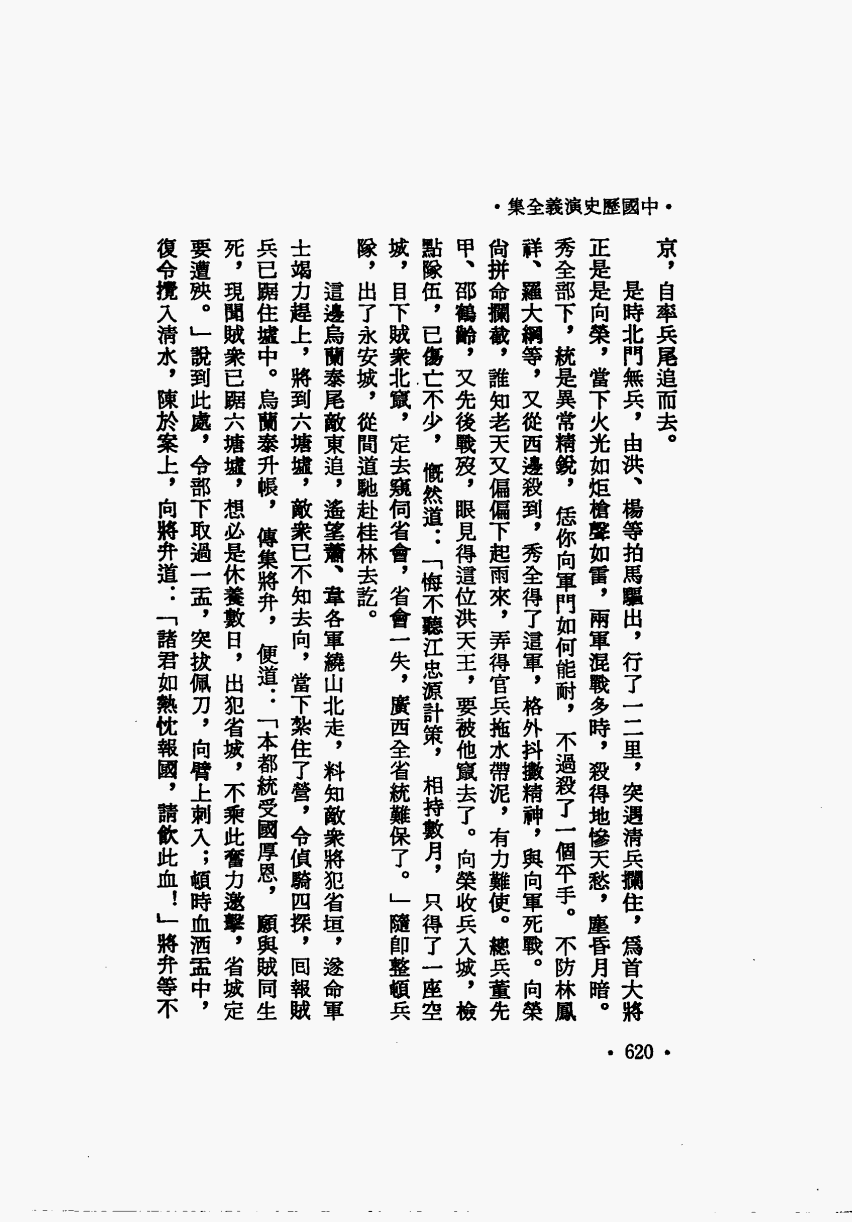 •中國歷史演義全集•
京，自率兵尾追而去。
是時北門無兵，由洪、楊等拍馬驅出，行了一二里，突遇清兵攔住，為首大將
正是是向榮，當下火光如炬槍聲如雷，兩軍混戰多時，殺得地慘天愁，塵昏月暗。
秀全部下，統是異常精銳，恁你向軍門如何能耐，不過殺了一個平手。不防林鳳
祥、羅大綱等，又從西邊殺到，秀全得了這軍，格外抖擻精神，與向軍死戰。向榮
尚拼命攔截，誰知老天又偏偏下起雨來，弄得官兵拖水帶泥，有力難使。總兵董先
甲、邵鶴齡，又先後戰歿，眼見得這位洪天王，要被他竄去了。向榮收兵入城，檢
點隊伍，已傷亡不少，慨然道：「悔不聽江忠源計策，相持數月，只得了一座空
城，目下賊衆北竄，定去窺伺省會，省會一失，廣西全省統難保了。」隨卽整頓兵
隊，出了永安城，從間道馳赴桂林去訖。
這邊烏蘭泰尾敵東追，遙望蕭、韋各軍繞山北走，料知敵衆將犯省垣，遂命軍
士竭力趕上，將到六塘墟，敵衆已不知去向，當下紮住了營，令偵騎四探，回報賊
兵已踞住墟中。烏蘭泰升帳，傳集將弁，便道：「本都統受國厚恩，願與賊同生
死，現聞賊衆已踞六塘墟，想必是休養數日，出犯省城，不乘此奮力邀擊，省城定
要遭殃。」說到此處，令部下取過一盂，突拔佩刀，向臂上刺入；頓時血洒盂中，
復令攪入清水，陳於案上，向將弁道：「諸君如熱忱報國，請飲此血！」將弁等不
• 620 •